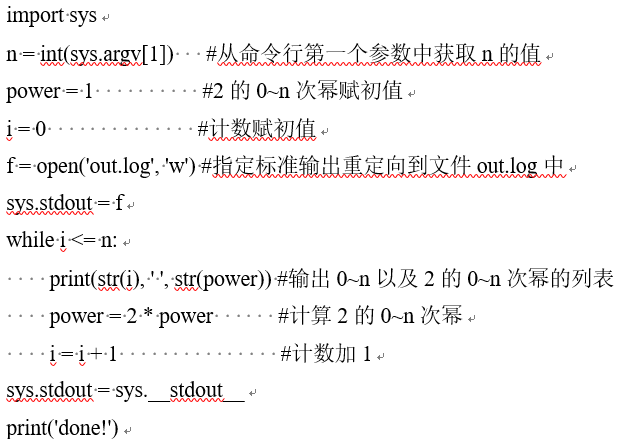 import sys
n = int(sys.argv[1])   #从命令行第一个参数中获取 n 的值
power = 1          #2 的 0~n 次幂赋初值
i = 0              #计数赋初值
f = open('out.log', 'w') #指定标准输出重定向到文件 out.log 中
sys.stdout = f
while i <= n:
    print(str(i), ' ', str(power)) #输出 0~n 以及 2 的 0~n 次幂的列表
    power = 2 * power      #计算 2 的 0~n 次幂
    i = i + 1               #计数加 1
sys.stdout = sys.__stdout__
print('done!')